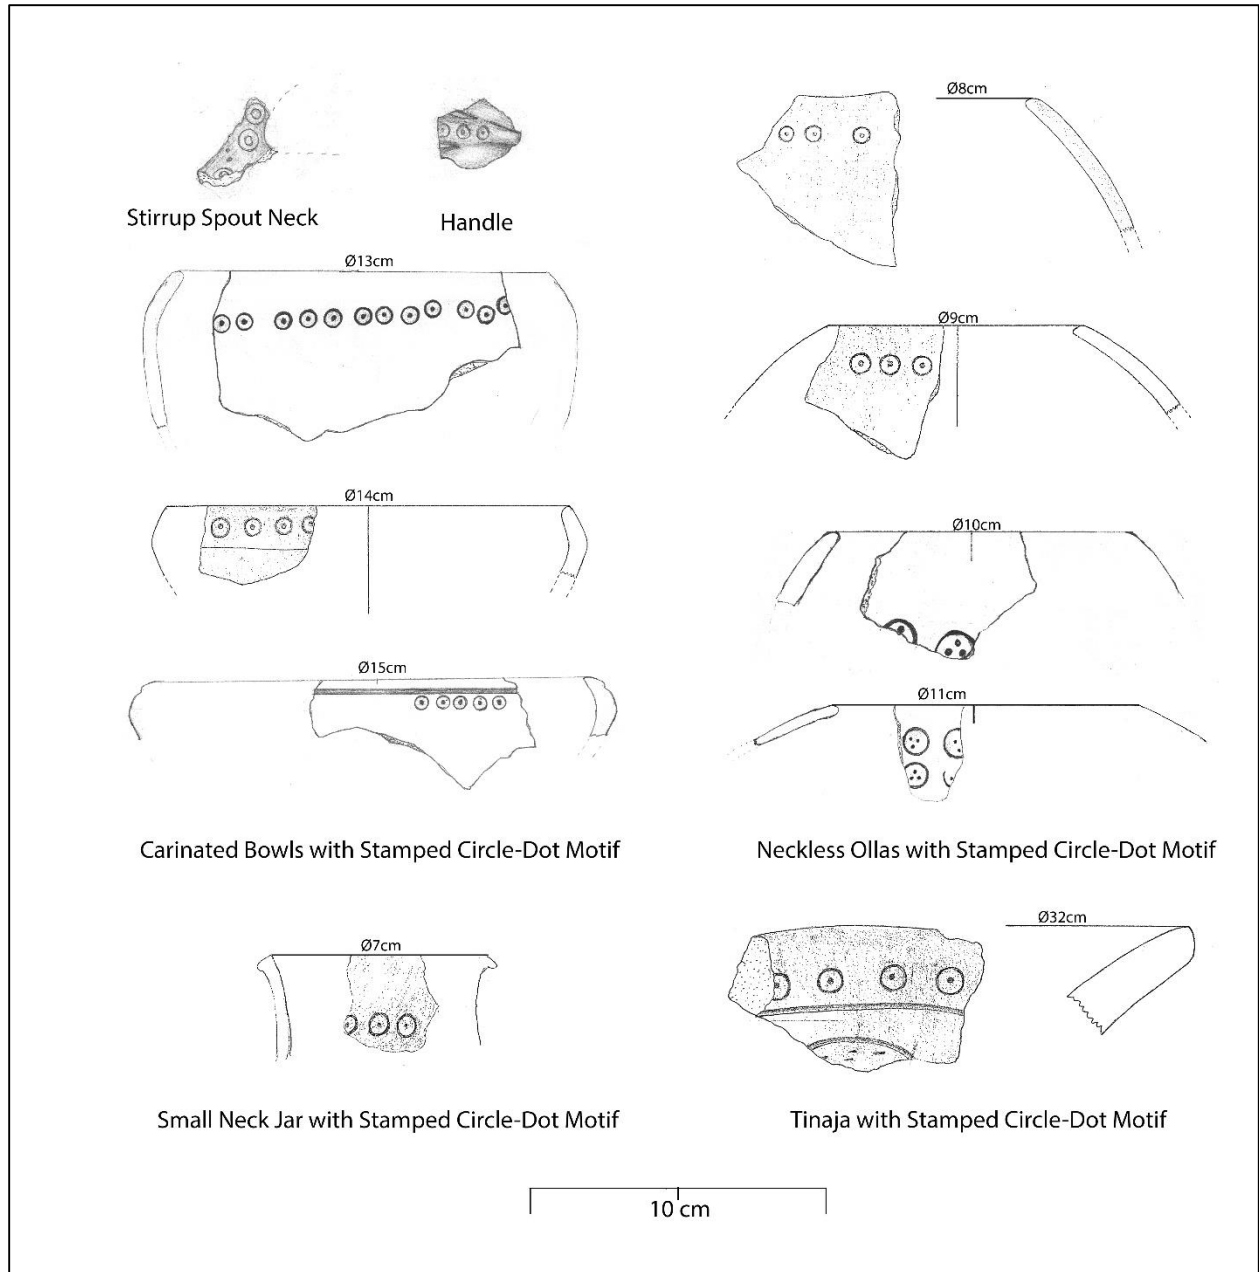 Ø8cm
Stirrup Spout Neck
Handle
Ø13cm
Ø9cm
Ø14cm
Ø10cm
Ø15cm
Ø11cm
Carinated Bowls with Stamped Circle-Dot Motif
Neckless Ollas with Stamped Circle-Dot Motif
Ø7cm
Ø32cm
Small Neck Jar with Stamped Circle-Dot Motif
Tinaja with Stamped Circle-Dot Motif
10 cm